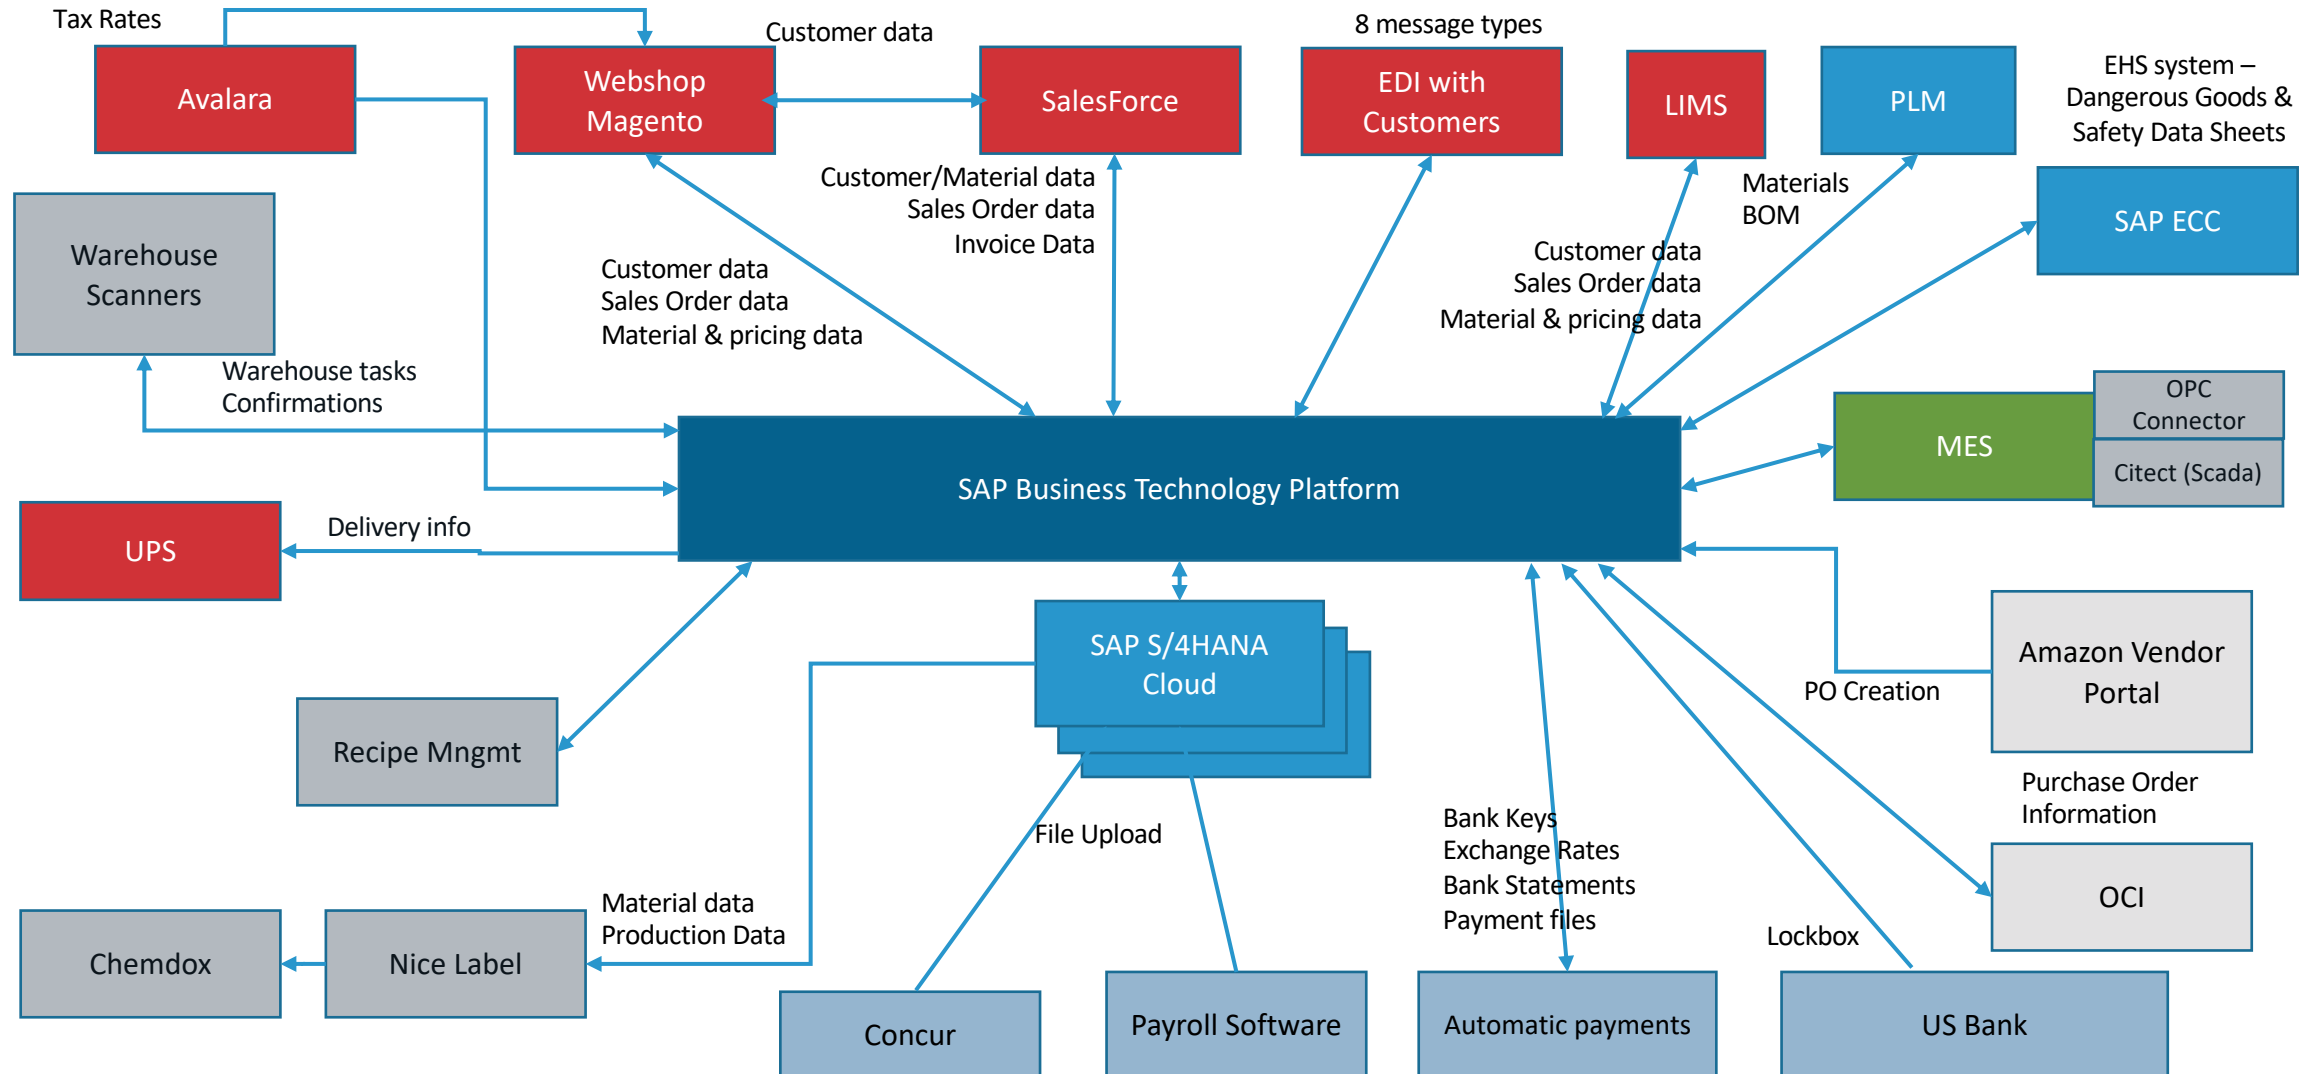 Tax Rates
Avalara
Webshop
Magento
Customer data
SalesForce
8 message types
EDI with
Customers
LIMS
PLM
EHS system –
Dangerous Goods &
Safety Data Sheets
SAP ECC
Warehouse
Scanners
Customer/Material data
Sales Order data
Invoice Data
Materials
BOM
Customer data
Sales Order data
Material & pricing data
Customer data
Sales Order data
Material & pricing data
Warehouse tasks
Confirmations
OPC
Connector
MES
Citect (Scada)
SAP Business Technology Platform
Delivery info
UPS
SAP S/4HANA
Cloud
Amazon Vendor
Portal
PO Creation
Recipe Mngmt
Purchase Order
Information
File Upload
Bank Keys
Exchange Rates
Bank Statements
Payment files
OCI
Material data
Production Data
Lockbox
Chemdox
Nice Label
Concur
Payroll Software
Automatic payments
US Bank